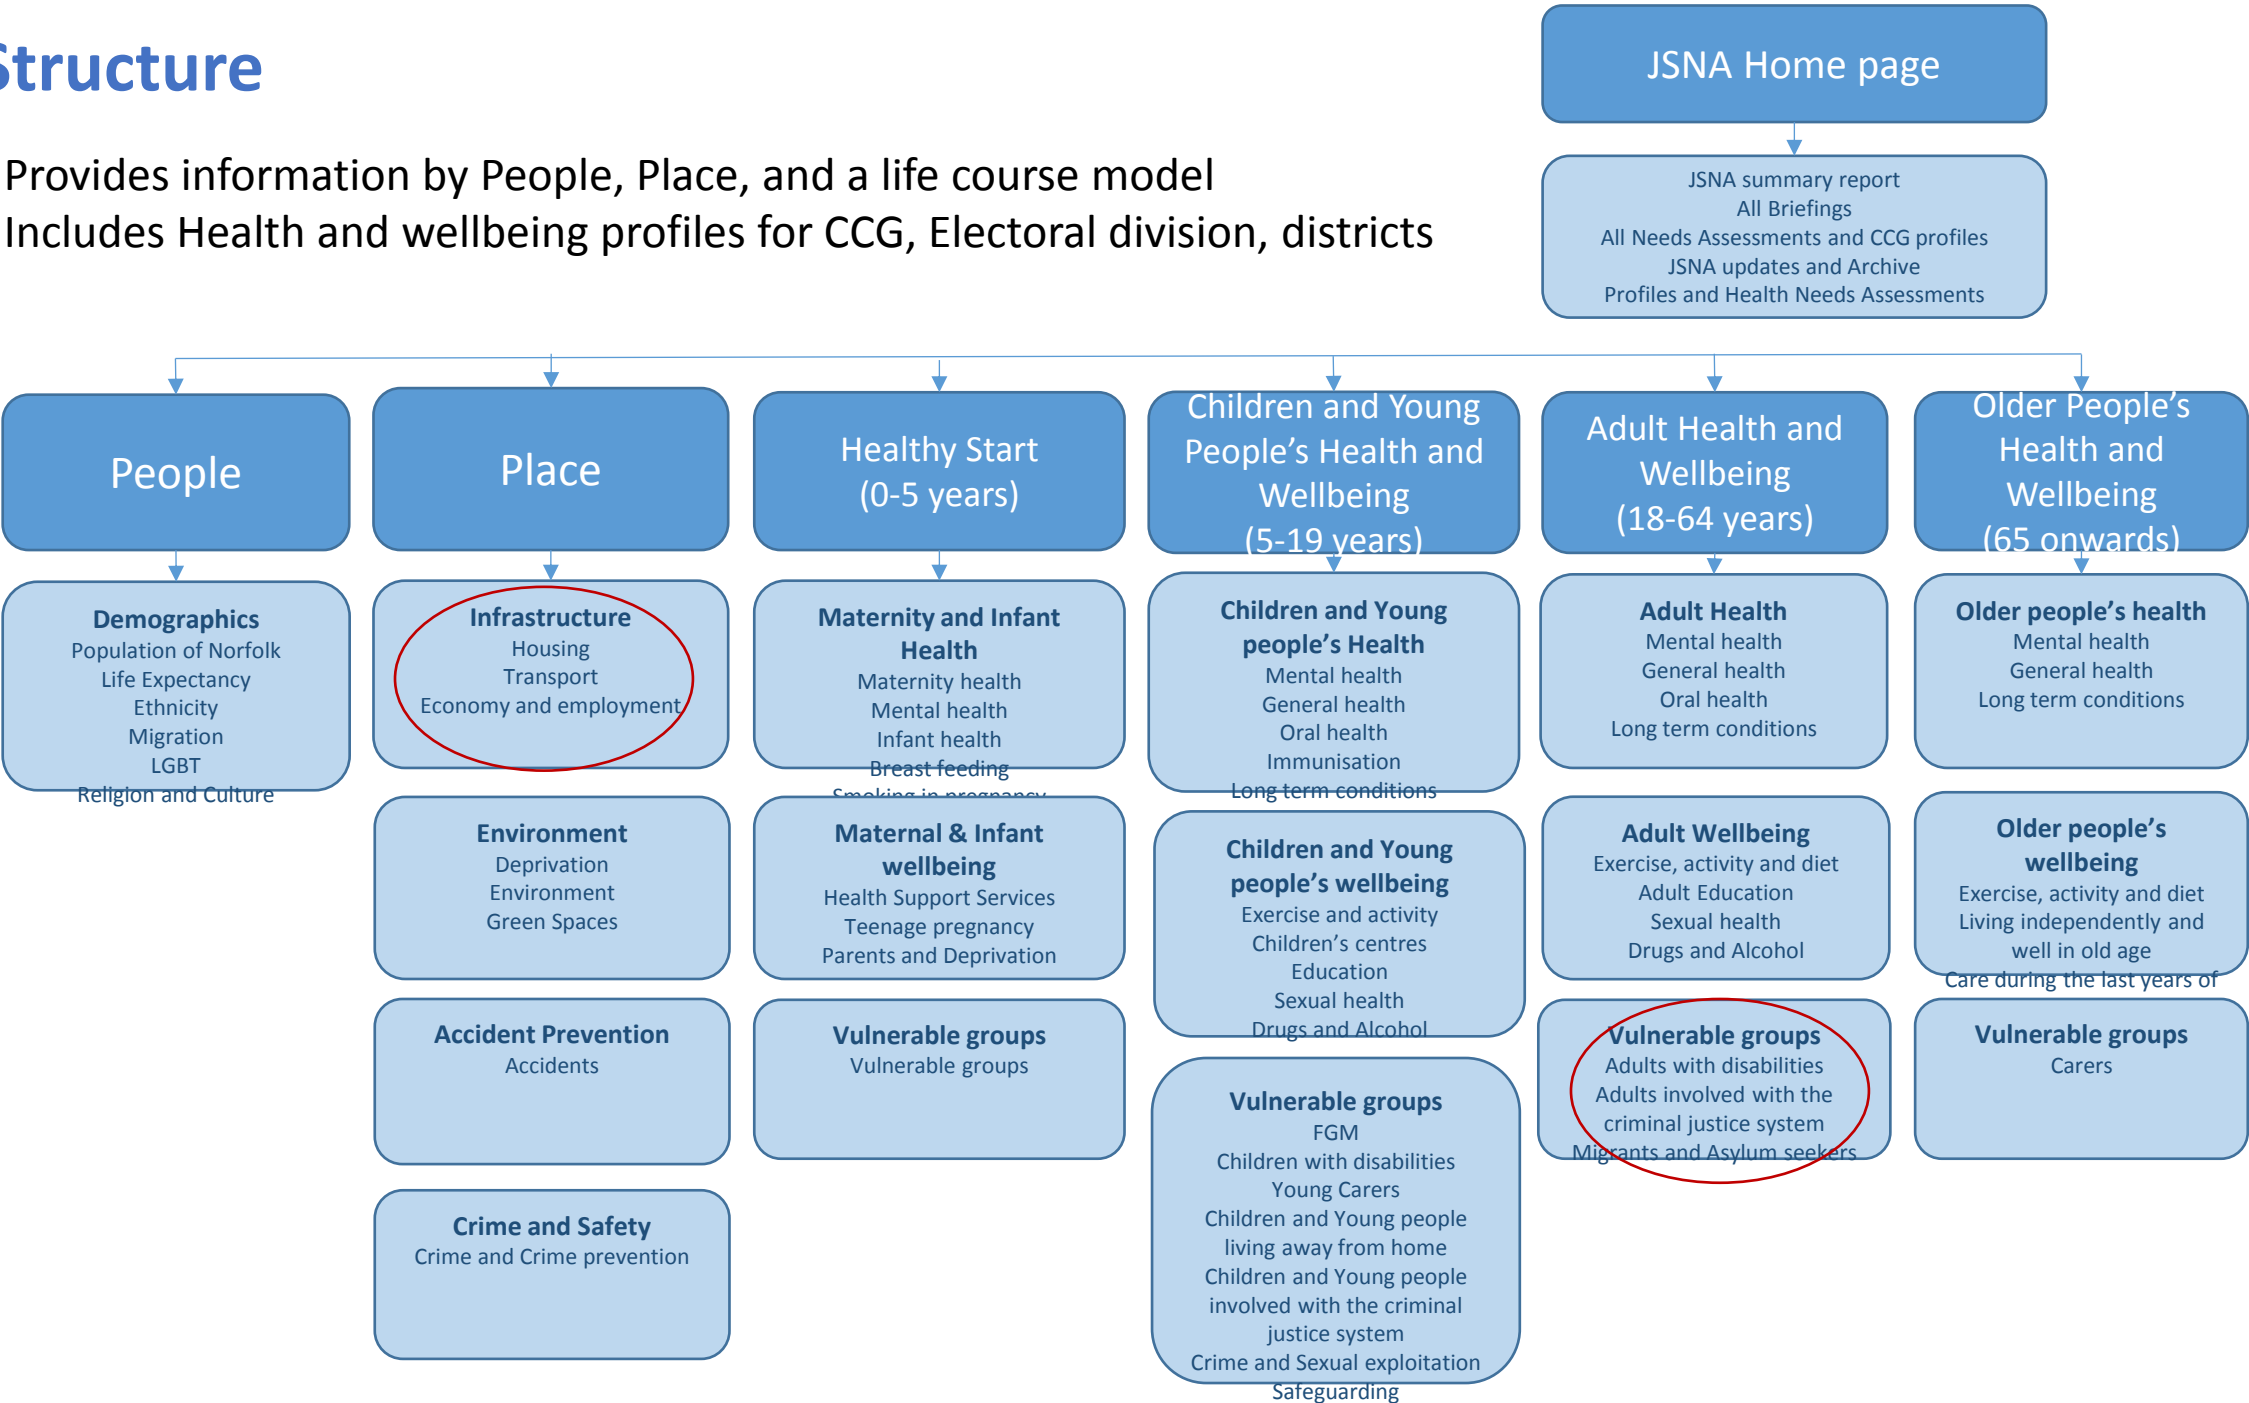 Structure
Provides information by People, Place, and a life course model
Includes Health and wellbeing profiles for CCG, Electoral division, districts
JSNA Home page
JSNA summary report
All Briefings
All Needs Assessments and CCG profiles
JSNA updates and Archive
Profiles and Health Needs Assessments
People
Demographics
Population of Norfolk
Life Expectancy
Ethnicity
Migration
LGBT
Religion and Culture
Place
Infrastructure
Housing
Transport
Economy and employment
Environment
Deprivation
Environment
Green Spaces
Accident Prevention
Accidents
Crime and Safety
Crime and Crime prevention
Healthy Start
(0-5 years)
Maternity and Infant
Health
Maternity health
Mental health
Infant health
Breast feeding
Smoking in pregnancy
Maternal & Infant
wellbeing
Health Support Services
Teenage pregnancy
Parents and Deprivation
Vulnerable groups
Vulnerable groups
Children and Young
People’s Health and
Wellbeing
(5-19 years)
Children and Young
people’s Health
Mental health
General health
Oral health
Immunisation
Long term conditions
Children and Young
people’s wellbeing
Exercise and activity
Children’s centres
Education
Sexual health
Drugs and Alcohol
Vulnerable groups
FGM
Children with disabilities
Young Carers
Children and Young people
living away from home
Children and Young people
involved with the criminal
justice system
Crime and Sexual exploitation
Safeguarding
Adult Health and
Wellbeing
(18-64 years)
Adult Health
Mental health
General health
Oral health
Long term conditions
Adult Wellbeing
Exercise, activity and diet
Adult Education
Sexual health
Drugs and Alcohol
Vulnerable groups
Adults with disabilities
Adults involved with the
criminal justice system
Migrants and Asylum seekers
Older People’s
Health and
Wellbeing
(65 onwards)
Older people’s health
Mental health
General health
Long term conditions
Older people’s
wellbeing
Exercise, activity and diet
Living independently and
well in old age
Care during the last years of
Vulnerable groups
Carers